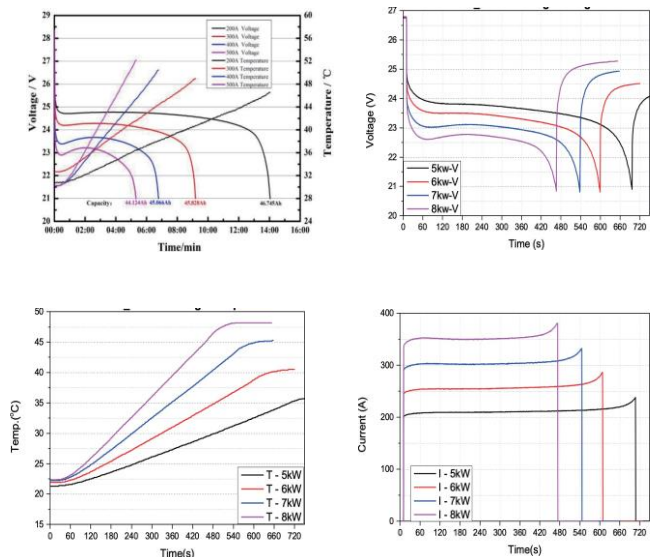 29
28
27
26
25
24
23
22
21
20
Voltage / V
200A Voltage
300A Voltage
400A Voltage
500A Voltage
200A Temperature
300A Temperature
400A Temperature
500A Temperature
60
56
52
48
44
40
36
32
28
24
Temperature / ℃
Capacity: 44.124Ah 45.066Ah 45.828Ah 46.745Ah
00:00 02:00 04:00 06:00 08:00 10:00 12:00 14:00 16:00
Time/min
27
26
25
24
23
22
21
20
Voltage (V)
5kw-V
6kw-V
7kw-V
8kw-V
0 60 120 180 240 300 360 420 480 540 600 660 720
Time (s)
50
45
40
35
30
25
20
15
Temp.(°C)
T - 5kW
T - 6kW
T - 7kW
T - 8kW
0 60 120 180 240 300 360 420 480 540 600 660 720
Time(s)
400
300
200
100
0
Current (A)
I - 5kW
I - 6kW
I - 7kW
I - 8kW
0 60 120 180 240 300 360 420 480 540 600 660 720
Time(s)